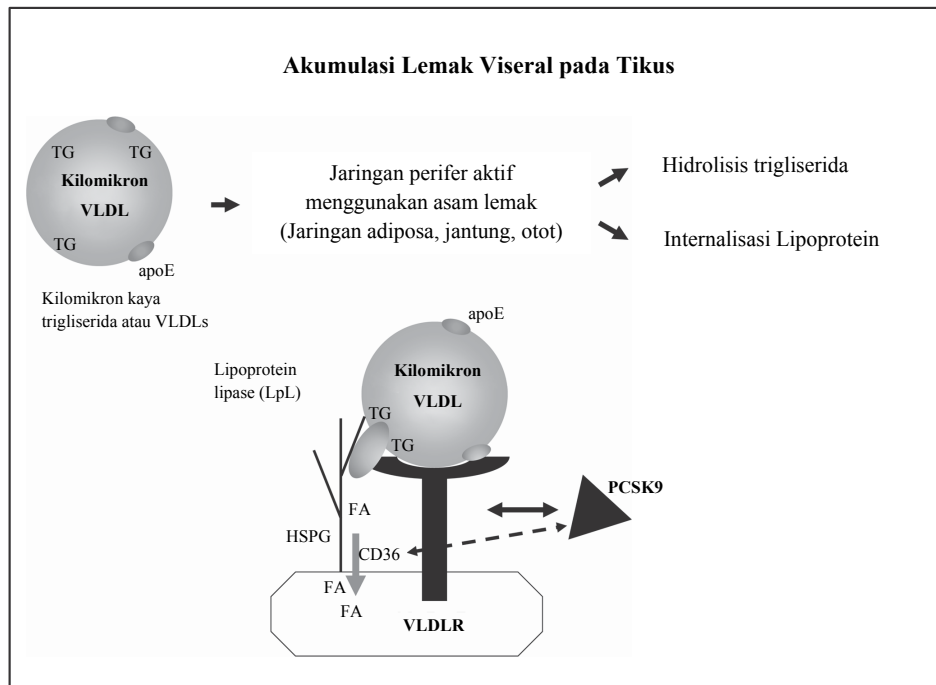 Akumulasi Lemak Viseral pada Tikus
TG
TG
Kilomikron
VLDL
TG
apoE
Kilomikron kaya
trigliserida atau VLDLs
Jaringan perifer aktif
menggunakan asam lemak
(Jaringan adiposa, jantung, otot)
Hidrolisis trigliserida
Internalisasi Lipoprotein
apoE
Lipoprotein
lipase (LpL)
Kilomikron
VLDL
TG
TG
PCSK9
FA
HSPG
CD36
FA
FA
VLDLR